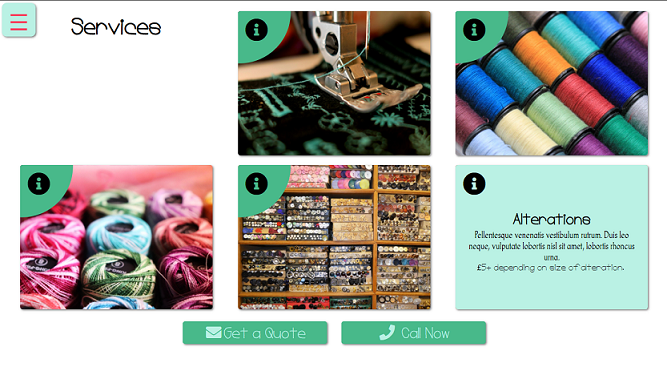 Services
Alterations
Pellentesque venenatis vestibulum rutrum. Duis leo
neque, vulputate lobortis nisl sit amet, lobortis rhoncus
urna.
£5+ depending on size of alteration.
Get a Quote
Call Now